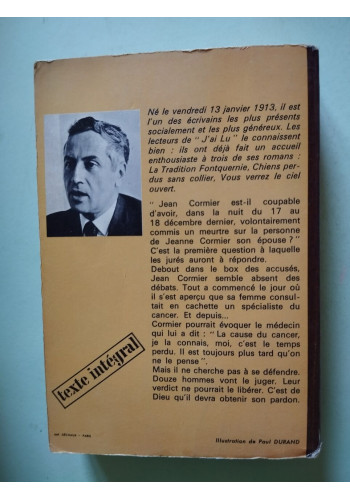 Né le vendredi 13 janvier 1913, il est
l'un des écrivains les plus présents
socialement et les plus généreux. Les
lecteurs de " J'ai Lu " le connaissent
bien : ils ont déjà fait un accueil
enthousiaste à trois de ses romans :
La Tradition Fontquernie, Chiens per-
dus sans collier, Vous verrez le ciel
ouvert.
" Jean Cormier est-il coupable
d'avoir, dans la nuit du 17 au
18 décembre dernier, volontairement
commis un meurtre sur la personne
de Jeanne Cormier son épouse ? "
C'est la première question à laquelle
les jurés auront à répondre.
Debout dans le box des accusés,
Jean Cormier semble absent des
débats. Tout a commencé le jour où
il s'est aperçu que sa femme consul-
tait en cachette un spécialiste du
cancer. Et depuis...
Cormier pourrait évoquer le médecin
qui lui a dit : " La cause du cancer,
je la connais, moi, c'est le temps
perdu. Il est toujours plus tard qu'on
ne le pense ".
Mais il ne cherche pas à se défendre.
Douze hommes vont le juger. Leur
verdict ne pourrait le libérer. C'est de
Dieu qu'il devra obtenir son pardon.
texte intégral
Illustration de Paul DURAND